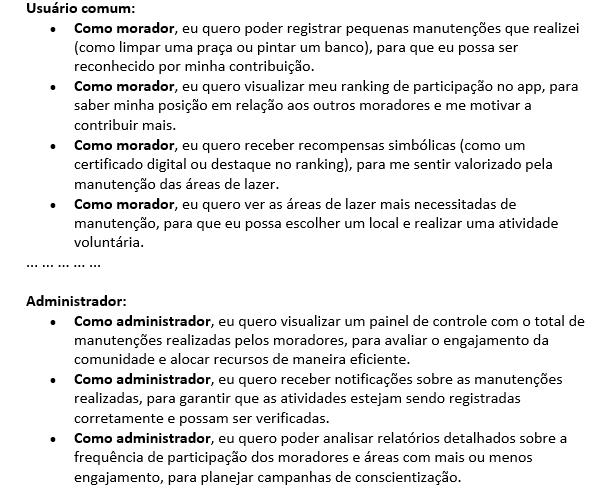 Usuário comum:
• Como morador, eu quero poder registrar pequenas manutenções que realizei
(como limpar uma praça ou pintar um banco), para que eu possa ser
reconhecido por minha contribuição.
• Como morador, eu quero visualizar meu ranking de participação no app, para
saber minha posição em relação aos outros moradores e me motivar a
contribuir mais.
• Como morador, eu quero receber recompensas simbólicas (como um
certificado digital ou destaque no ranking), para me sentir valorizado pela
manutenção das áreas de lazer.
• Como morador, eu quero ver as áreas de lazer mais necessitadas de
manutenção, para que eu possa escolher um local e realizar uma atividade
voluntária.
... ... ... ... ...
Administrador:
• Como administrador, eu quero visualizar um painel de controle com o total de
manutenções realizadas pelos moradores, para avaliar o engajamento da
comunidade e alocar recursos de maneira eficiente.
• Como administrador, eu quero receber notificações sobre as manutenções
realizadas, para garantir que as atividades estejam sendo registradas
corretamente e possam ser verificadas.
• Como administrador, eu quero poder analisar relatórios detalhados sobre a
frequência de participação dos moradores e áreas com mais ou menos
engajamento, para planejar campanhas de conscientização.